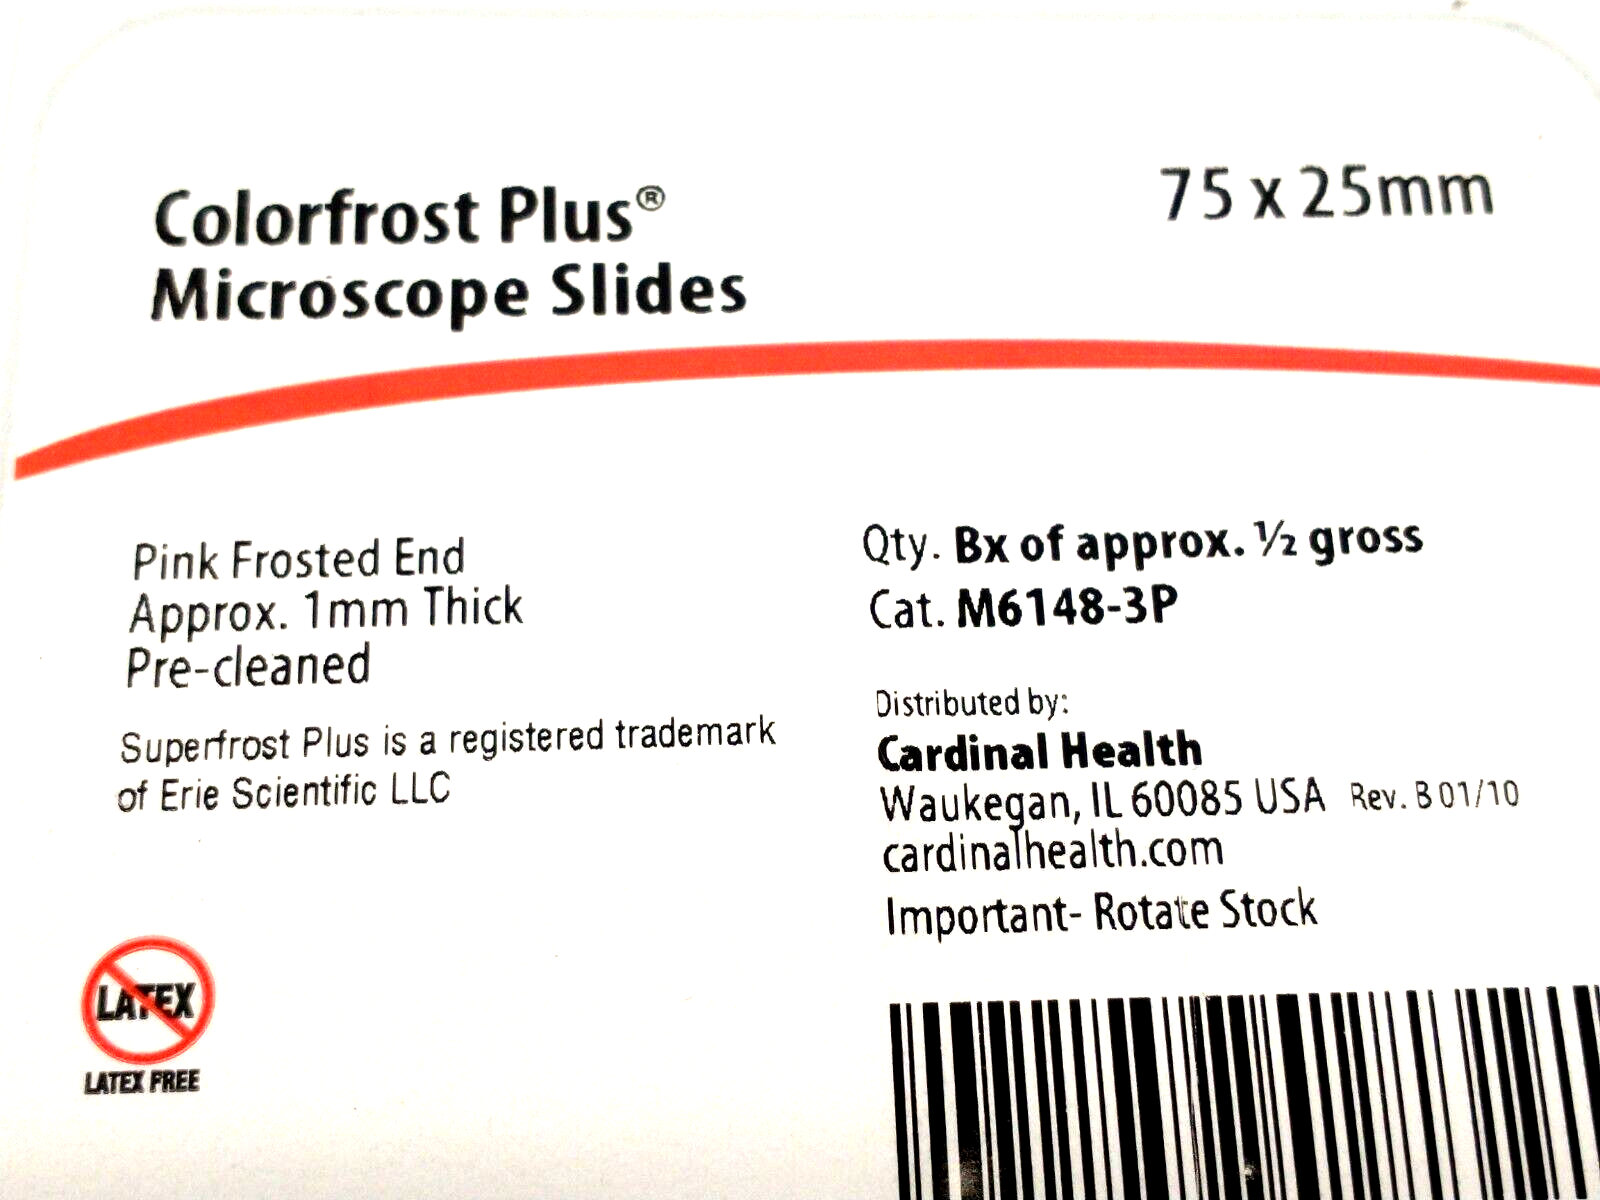 Colorfrost Plus®
Microscope Slides
75 x 25mm
Pink Frosted End
Approx. 1mm Thick
Pre-cleaned
Superfrost Plus is a registered trademark
of Erie Scientific LLC
Qty. Bx of approx. ½ gross
Cat. M6148-3P
Distributed by:
Cardinal Health
Waukegan, IL 60085 USA Rev. B 01/10
cardinalhealth.com
Important- Rotate Stock
LATEX
LATEX FREE